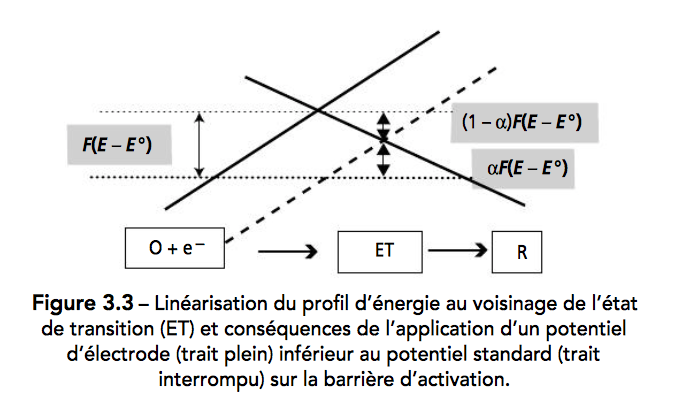 (1 – α)F(E – E°)
F(E – E°)
αF(E – E°)
O + e⁻
ET
R
Figure 3.3 – Linéarisation du profil d'énergie au voisinage de l'état
de transition (ET) et conséquences de l'application d'un potentiel
d'électrode (trait plein) inférieur au potentiel standard (trait
interrompu) sur la barrière d'activation.